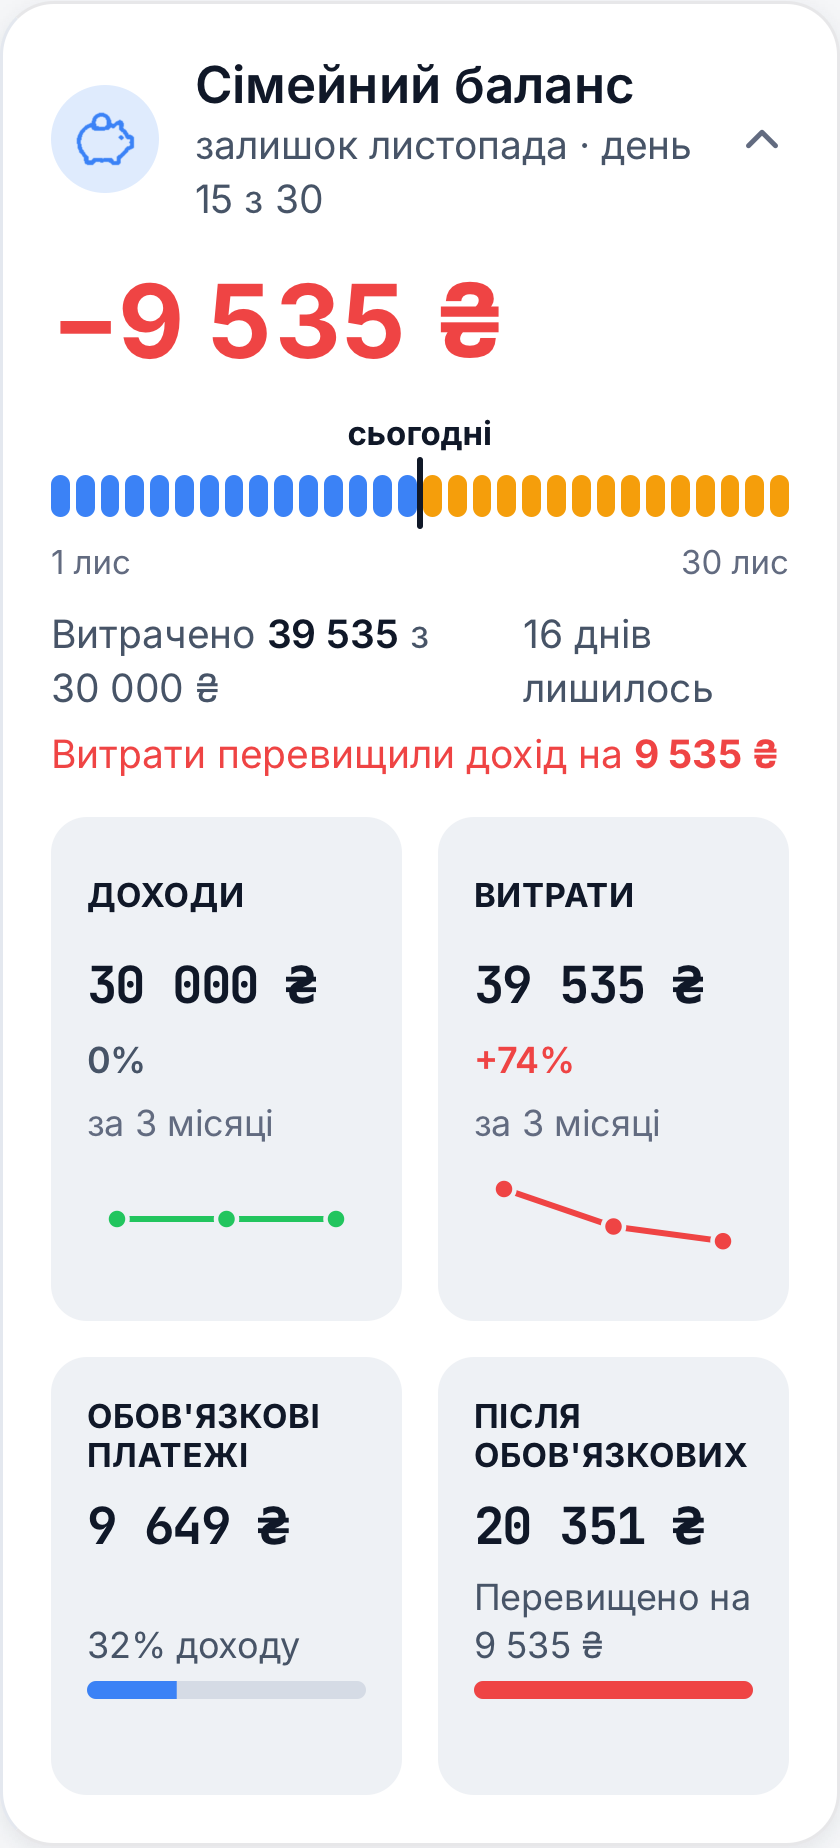 Сімейний баланс
залишок листопада · день
15 з 30
−9 535 ₴
сьогодні
1 лис
30 лис
Витрачено 39 535 з
30 000 ₴
16 днів
лишилось
Витрати перевищили дохід на 9 535 ₴
ДОХОДИ
30 000 ₴
0%
за 3 місяці
ВИТРАТИ
39 535 ₴
+74%
за 3 місяці
ОБОВ'ЯЗКОВІ
ПЛАТЕЖІ
9 649 ₴
32% доходу
ПІСЛЯ
ОБОВ'ЯЗКОВИХ
20 351 ₴
Перевищено на
9 535 ₴